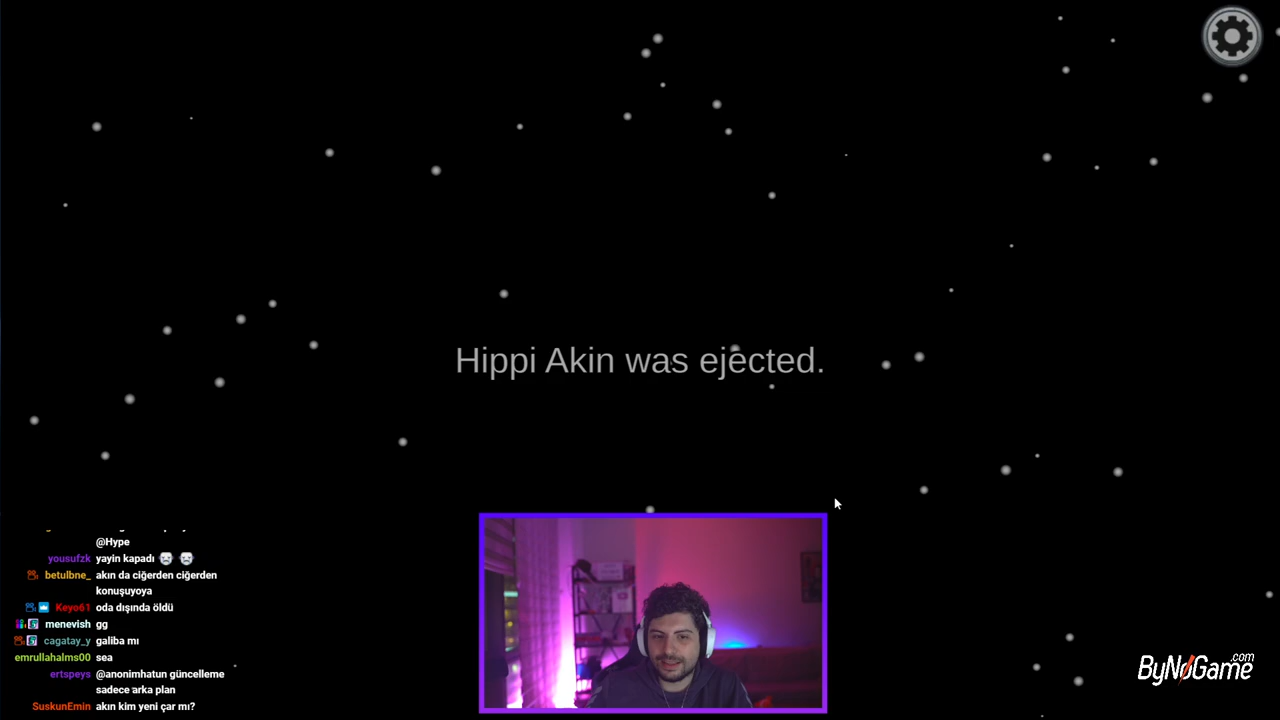 Hippi Akin was ejected.
@Hype
yousufzk yayin kapadı
betulbne_ akın da ciğerden ciğerden
konuşuyoya
Keyo61 oda dışında öldü
menevish gg
cagatay_y galiba mı
emrullahalms00 sea
ertspeys @anonimhatun güncelleme
sadece arka plan
SuskunEmin akın kim yeni çar mı?
ByNoGame.com